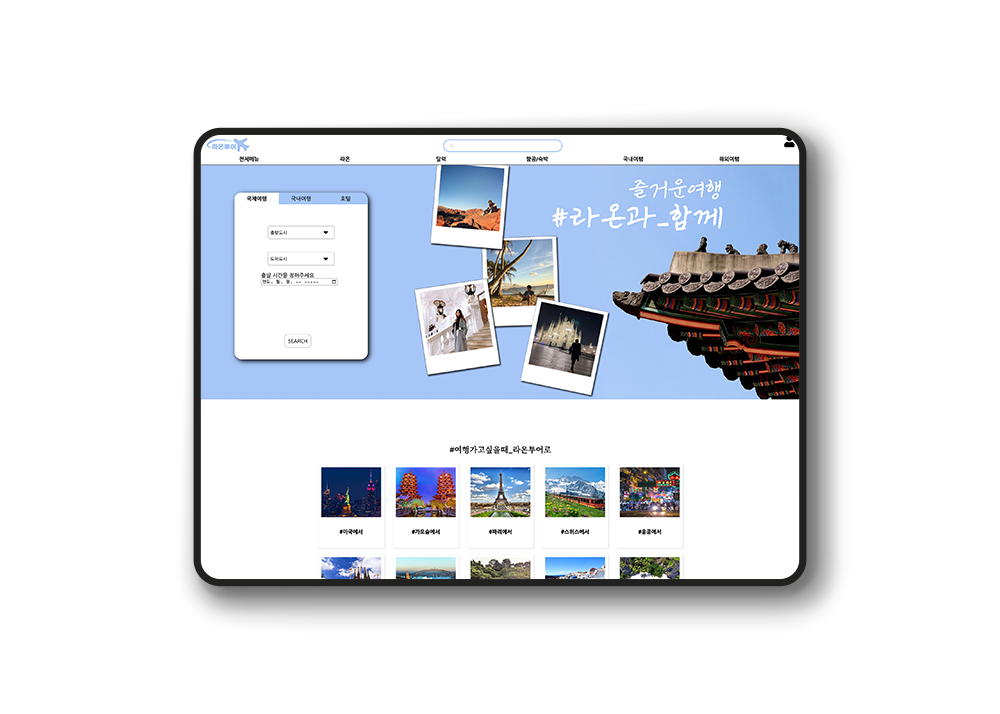 라온투어
전체메뉴 라온 달력 항공/숙박 국내여행 해외여행
국제여행 국내여행 호텔
출발도시
도착도시
출발 시간을 정해주세요
연도. 월. 일. -- --:--
SEARCH
즐거운여행
#라온과_함께
#여행가고싶을때_라온투어로
#미국에서 #가오슝에서 #파리에서 #스위스에서 #홍콩에서